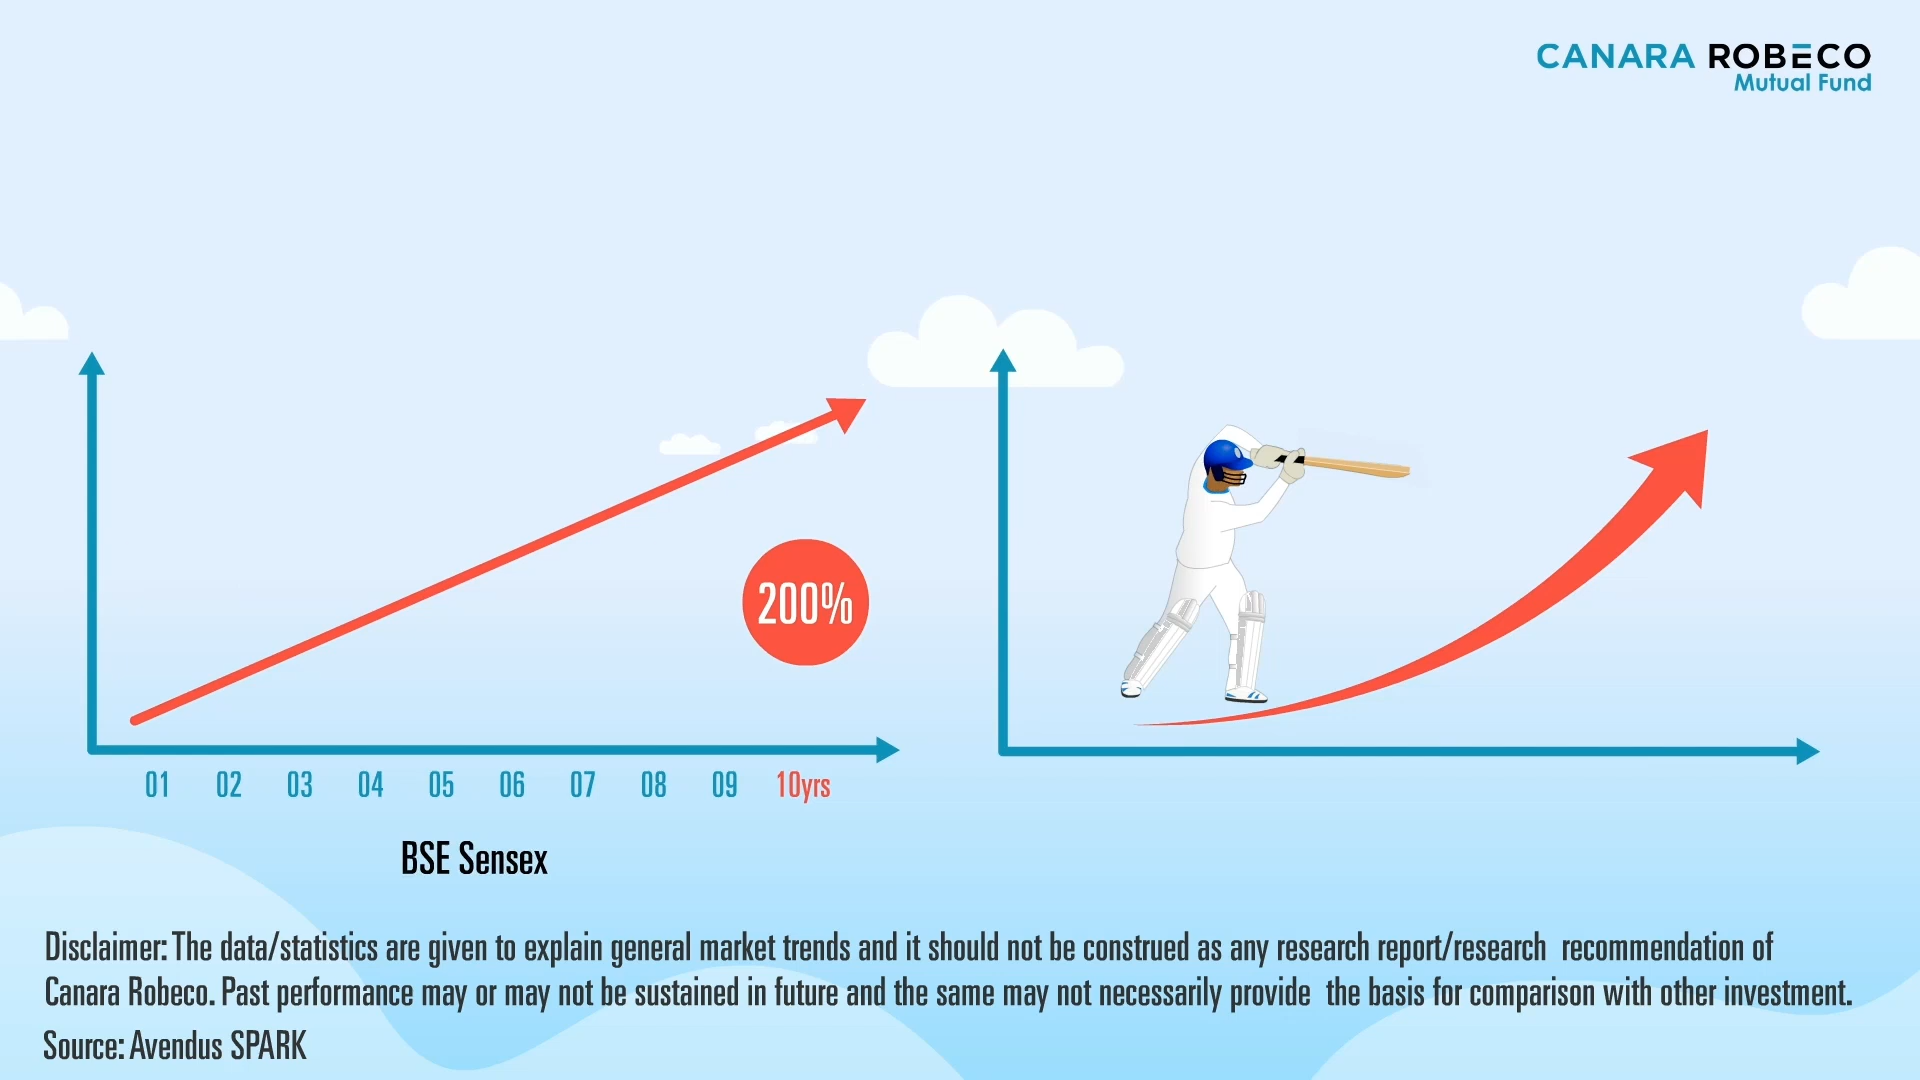 CANARA ROBECO
Mutual Fund
200%
01 02 03 04 05 06 07 08 09 10yrs
BSE Sensex
Disclaimer: The data/statistics are given to explain general market trends and it should not be construed as any research report/research recommendation of
Canara Robeco. Past performance may or may not be sustained in future and the same may not necessarily provide the basis for comparison with other investment.
Source: Avendus SPARK